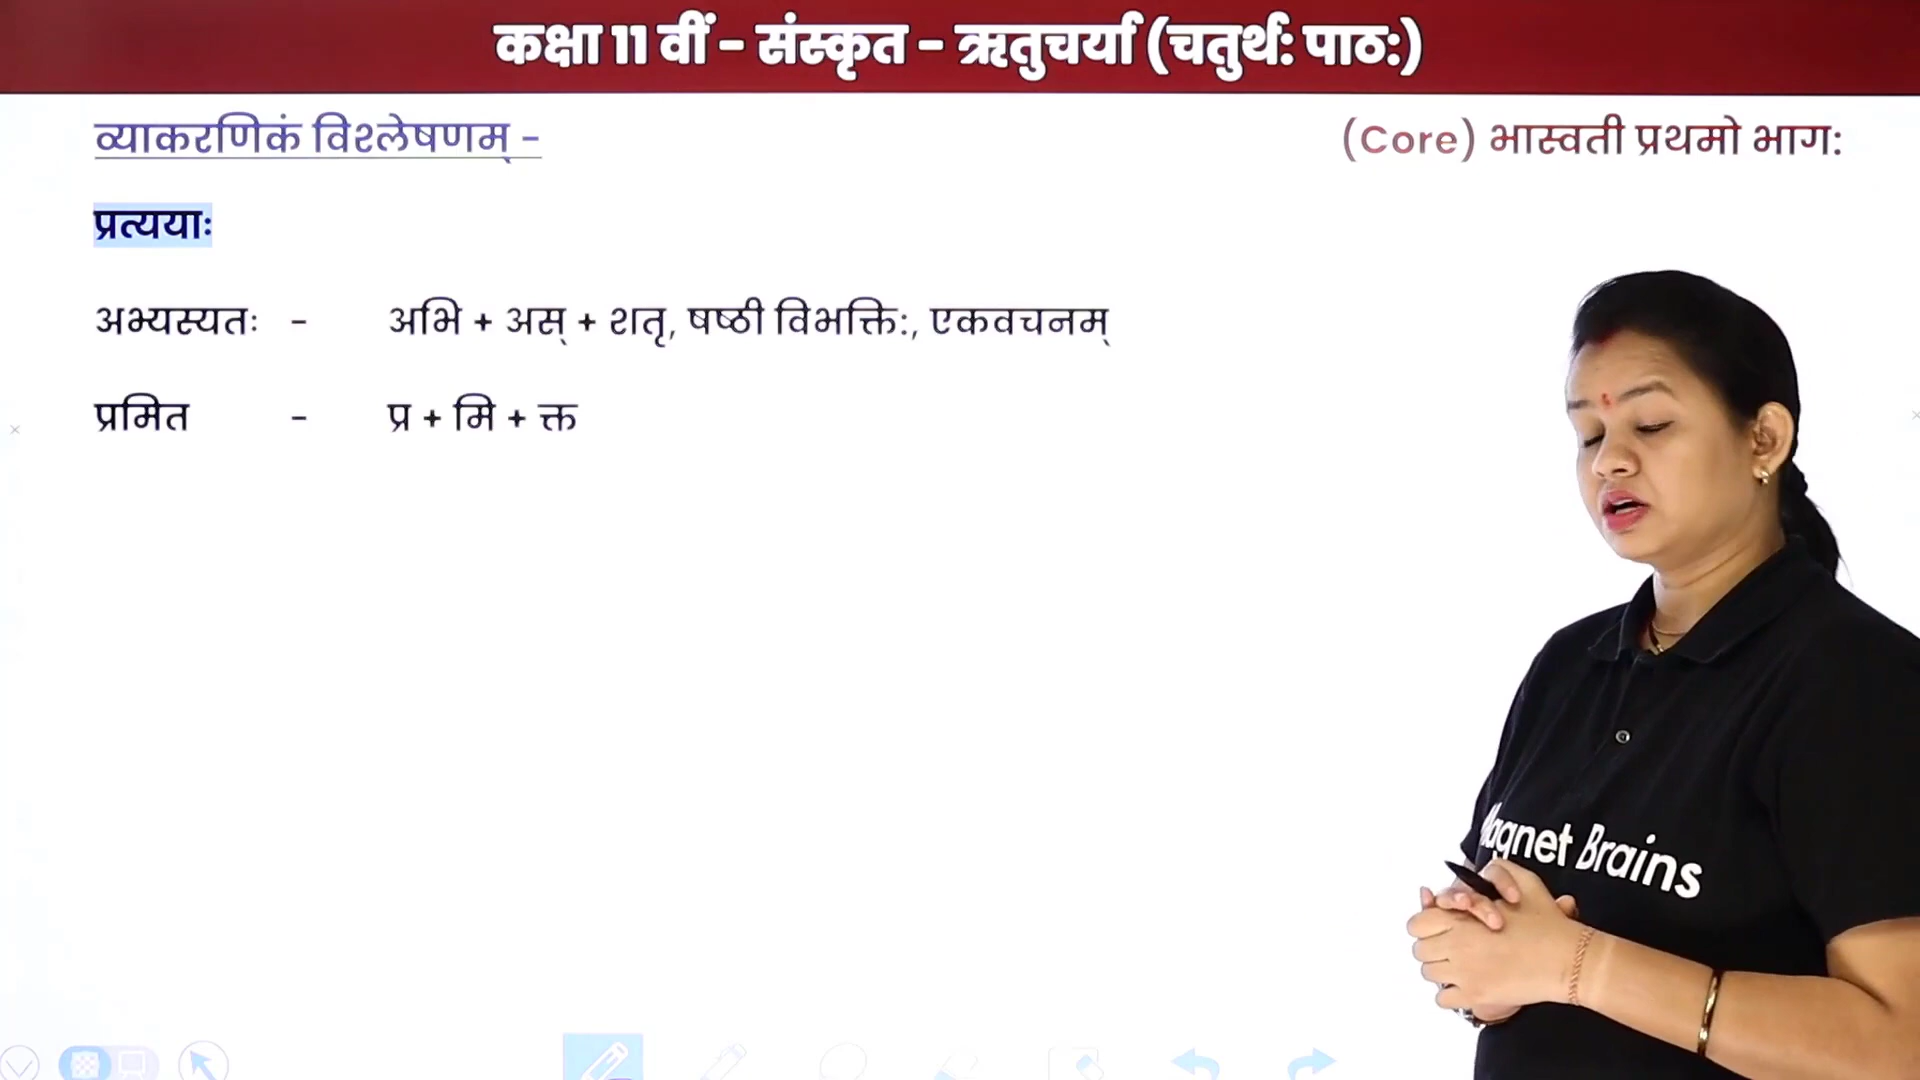 कक्षा 11 वीं - संस्कृत - ऋतुचर्या (चतुर्थ: पाठ:)
व्याकरणिकं विश्लेषणम् -
(Core) भास्वती प्रथमो भाग:
प्रत्ययाः
अभ्यस्यतः - अभि + अस् + शतृ, षष्ठी विभक्ति:, एकवचनम्
प्रमित - प्र + मि + क्त
Magnet Brains